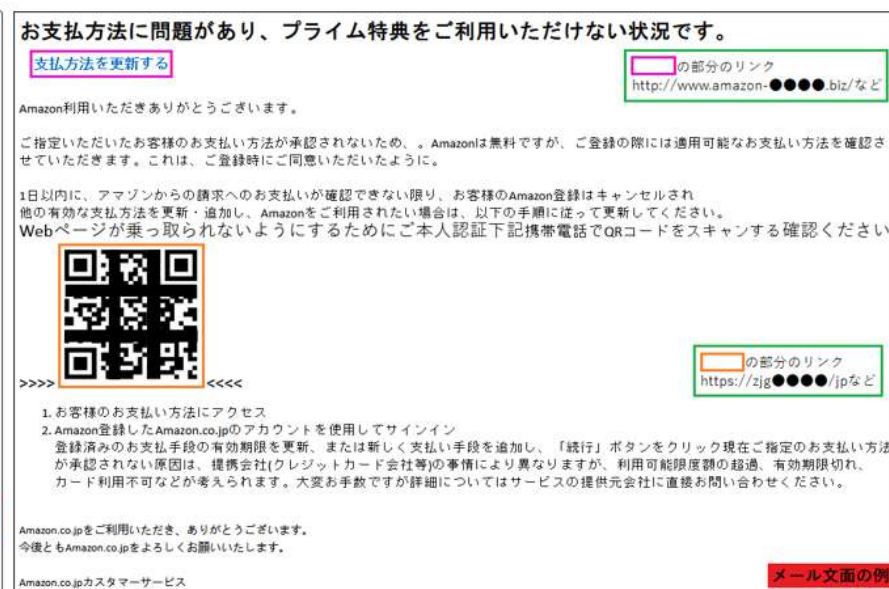 お支払方法に問題があり、プライム特典をご利用いただけない状況です。
支払方法を更新する
の部分のリンク
http://www.amazon-●●●●.biz/など
Amazon利用いただきありがとうございます。
ご指定いただいたお客様のお支払い方法が承認されないため、。Amazonは無料ですが、ご登録の際には適用可能なお支払い方法を確認さ
せていただきます。これは、ご登録時にご同意いただいたように。
1日以内に、アマゾンからの請求へのお支払いが確認できない限り、お客様のAmazon登録はキャンセルされ
他の有効な支払方法を更新・追加し、Amazonをご利用されたい場合は、以下の手順に従って更新してください。
Webページが乗っ取られないようにするためにご本人認証下記携帯電話でQRコードをスキャンする確認ください
>>>> <<<<
の部分のリンク
https://zjg●●●●/jpなど
1. お客様のお支払い方法にアクセス
2. Amazon登録したAmazon.co.jpのアカウントを使用してサインイン
登録済みのお支払手段の有効期限を更新、または新しく支払い手段を追加し、「続行」ボタンをクリック現在ご指定のお支払い方法
が承認されない原因は、提携会社(クレジットカード会社等)の事情により異なりますが、利用可能限度額の超過、有効期限切れ、
カード利用不可などが考えられます。大変お手数ですが詳細についてはサービスの提供元会社に直接お問い合わせください。
Amazon.co.jpをご利用いただき、ありがとうございます。
今後ともAmazon.co.jpをよろしくお願いいたします。
Amazon.co.jpカスタマーサービス
メール文面の例